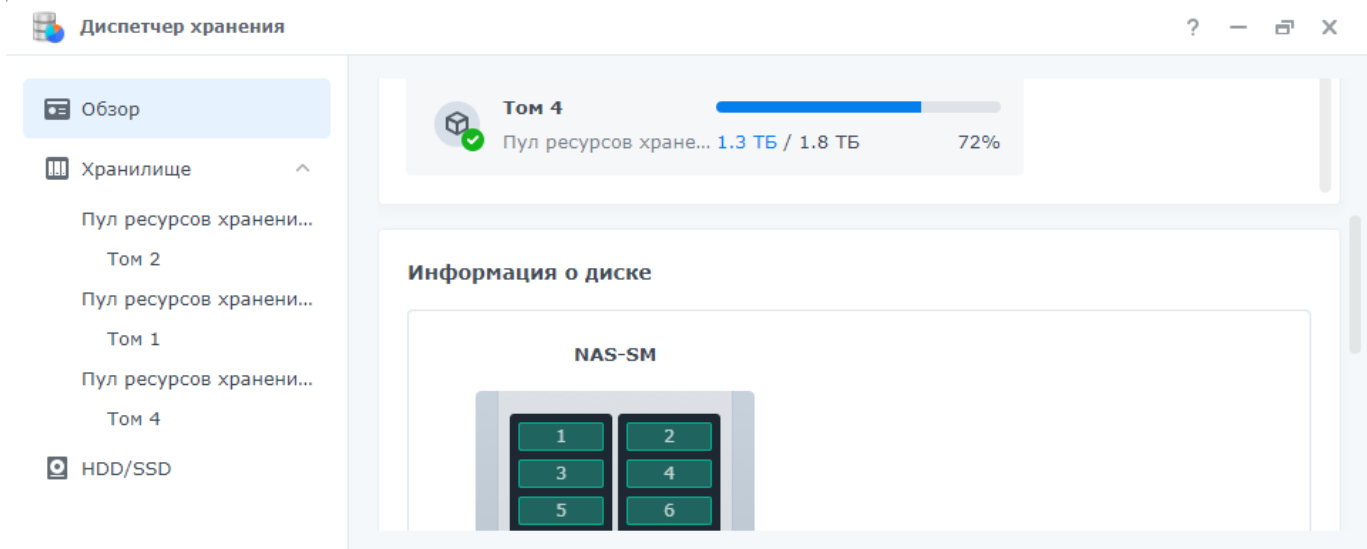 Диспетчер хранения
?
Обзор
Хранилище
Пул ресурсов хранени...
Том 2
Пул ресурсов хранени...
Том 1
Пул ресурсов хранени...
Том 4
HDD/SSD
Том 4
Пул ресурсов хране... 1.3 ТБ / 1.8 ТБ 72%
Информация о диске
NAS-SM
1 2
3 4
5 6